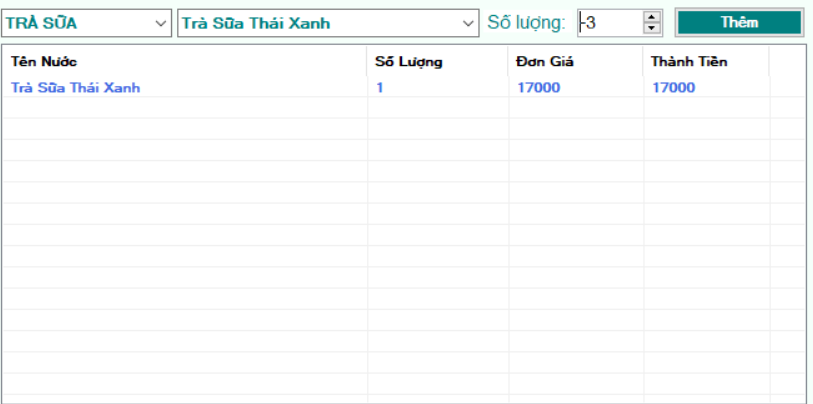 TRÀ SỮA Trà Sữa Thái Xanh Số lượng: -3 Thêm
Tên Nước Số Lượng Đơn Giá Thành Tiền
Trà Sữa Thái Xanh 1 17000 17000